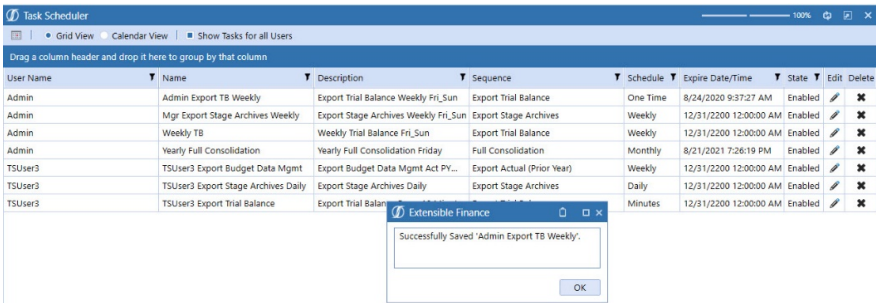 Task Scheduler 100%
Grid View Calendar View Show Tasks for all Users
Drag a column header and drop it here to group by that column
User Name Name Description Sequence Schedule Expire Date/Time State Edit Delete
Admin Admin Export TB Weekly Export Trial Balance Weekly Fri_Sun Export Trial Balance One Time 8/24/2020 9:37:27 AM Enabled
Admin Mgr Export Stage Archives Weekly Export Stage Archives Weekly Fri_Sun Export Stage Archives Weekly 12/31/2200 12:00:00 AM Enabled
Admin Weekly TB Weekly Trial Balance Fri_Sun Export Trial Balance Weekly 12/31/2200 12:00:00 AM Enabled
Admin Yearly Full Consolidation Yearly Full Consolidation Friday Full Consolidation Monthly 8/21/2021 7:26:19 PM Enabled
TSUser3 TSUser3 Export Budget Data Mgmt Export Budget Data Mgmt Act PY... Export Actual (Prior Year) Weekly 12/31/2200 12:00:00 AM Enabled
TSUser3 TSUser3 Export Stage Archives Daily Export Stage Archives Daily Export Stage Archives Daily 12/31/2200 12:00:00 AM Enabled
TSUser3 TSUser3 Export Trial Balance Export Trial Minutes 12/31/2200 12:00:00 AM Enabled
Extensible Finance
Successfully Saved 'Admin Export TB Weekly'.
OK